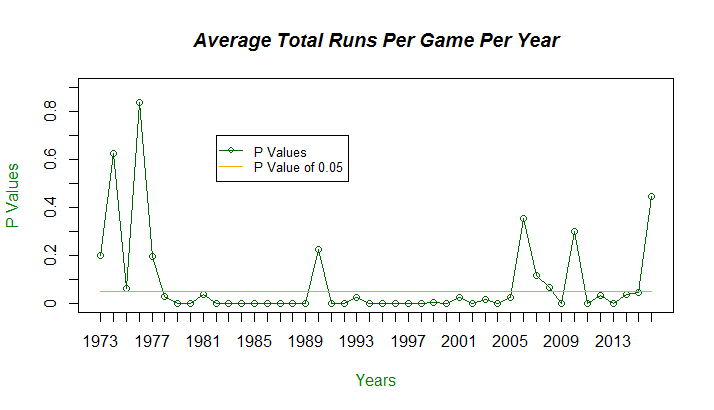 Average Total Runs Per Game Per Year
P Values
0.8
0.6
0.4
0.2
0
P Values
P Value of 0.05
1973 1977 1981 1985 1989 1993 1997 2001 2005 2009 2013
Years